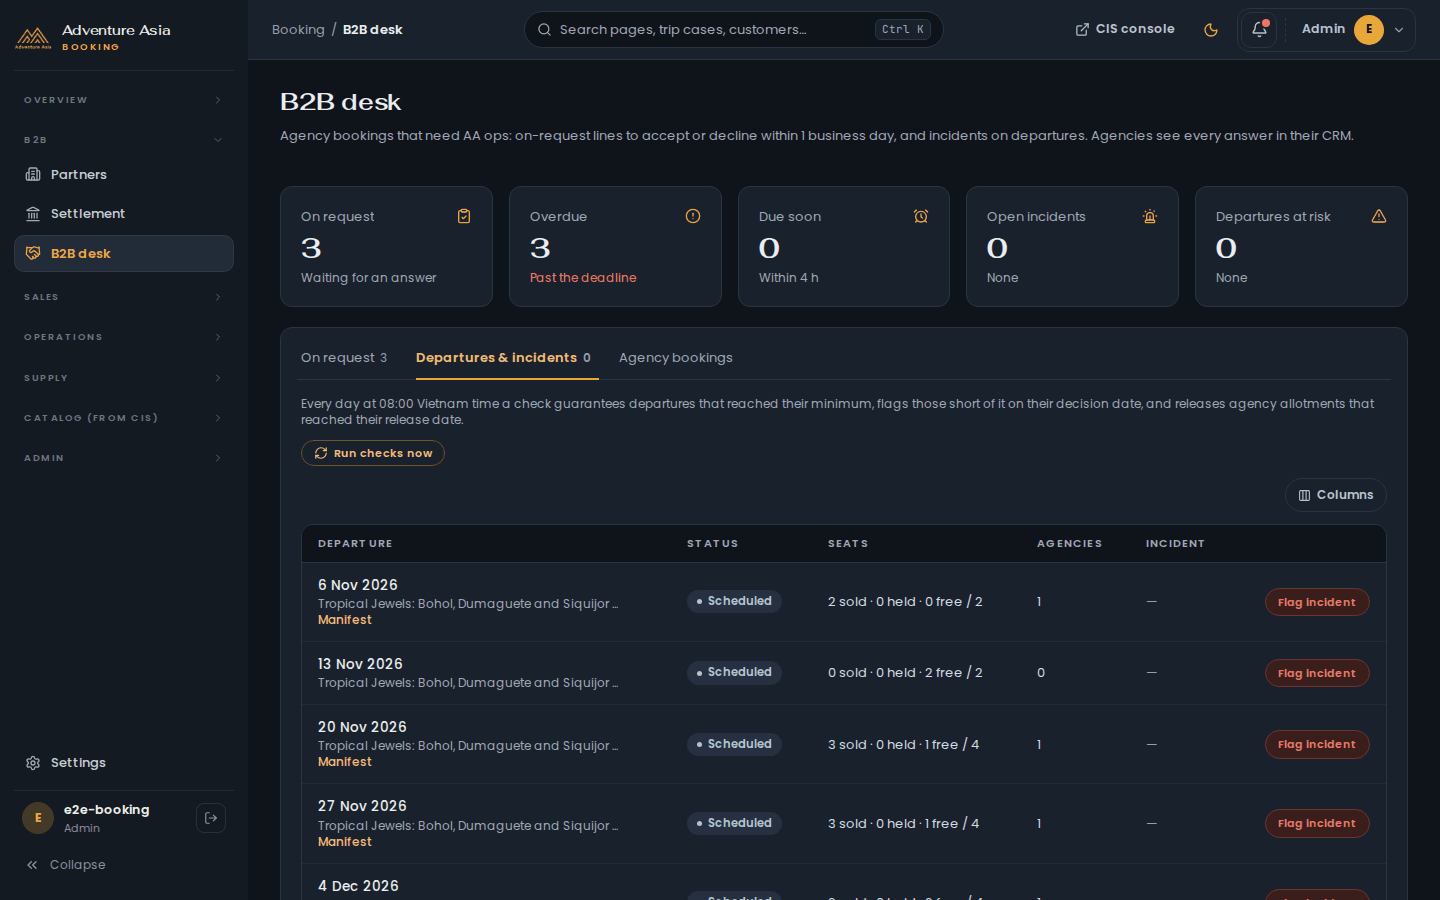 Adventure Asia
BOOKING
Adventure Asia
Booking / B2B desk
Search pages, trip cases, customers...
Ctrl K
CIS console
Admin
E
OVERVIEW
B2B
Partners
Settlement
B2B desk
SALES
OPERATIONS
SUPPLY
CATALOG (FROM CIS)
ADMIN
Settings
E
e2e-booking
Admin
Collapse
B2B desk
Agency bookings that need AA ops: on-request lines to accept or decline within 1 business day, and incidents on departures. Agencies see every answer in their CRM.
On request
3
Waiting for an answer
Overdue
3
Past the deadline
Due soon
0
Within 4 h
Open incidents
0
None
Departures at risk
0
None
On request 3
Departures & incidents 0
Agency bookings
Every day at 08:00 Vietnam time a check guarantees departures that reached their minimum, flags those short of it on their decision date, and releases agency allotments that
reached their release date.
Run checks now
Columns
DEPARTURE STATUS SEATS AGENCIES INCIDENT
6 Nov 2026
Tropical Jewels: Bohol, Dumaguete and Siquijor ...
Manifest
Scheduled
2 sold · 0 held · 0 free / 2
1
—
Flag incident
13 Nov 2026
Tropical Jewels: Bohol, Dumaguete and Siquijor ...
Scheduled
0 sold · 0 held · 2 free / 2
0
—
Flag incident
20 Nov 2026
Tropical Jewels: Bohol, Dumaguete and Siquijor ...
Manifest
Scheduled
3 sold · 0 held · 1 free / 4
1
—
Flag incident
27 Nov 2026
Tropical Jewels: Bohol, Dumaguete and Siquijor ...
Manifest
Scheduled
3 sold · 0 held · 1 free / 4
1
—
Flag incident
4 Dec 2026